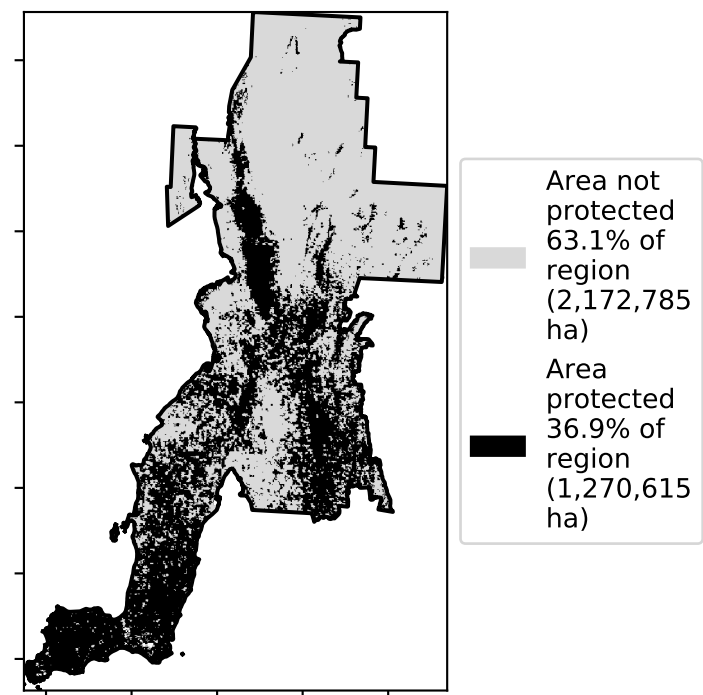 Area not
protected
63.1% of
region
(2,172,785
ha)
Area
protected
36.9% of
region
(1,270,615
ha)